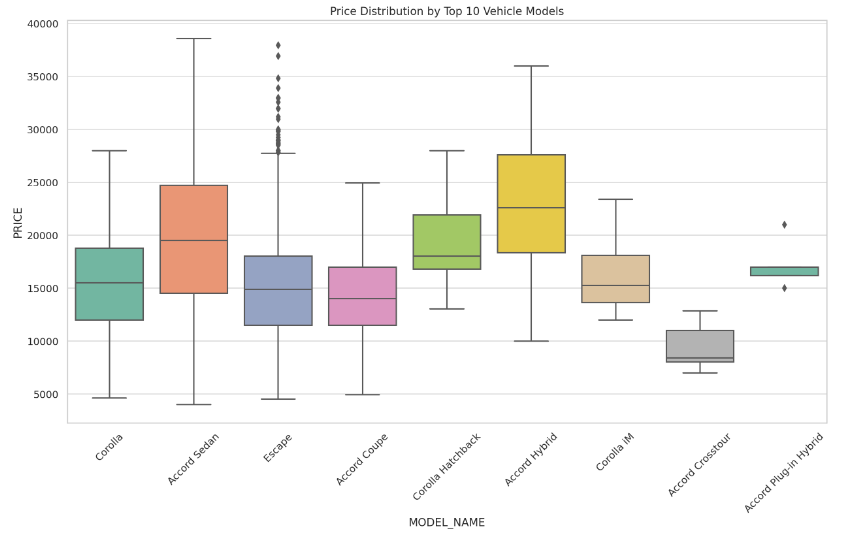 Price Distribution by Top 10 Vehicle Models
40000
35000
30000
25000
20000
15000
10000
5000
PRICE
Corolla
Accord Sedan
Escape
Accord Coupe
Corolla Hatchback
Accord Hybrid
Corolla iM
Accord Crosstour
Accord Plug-In Hybrid
MODEL_NAME